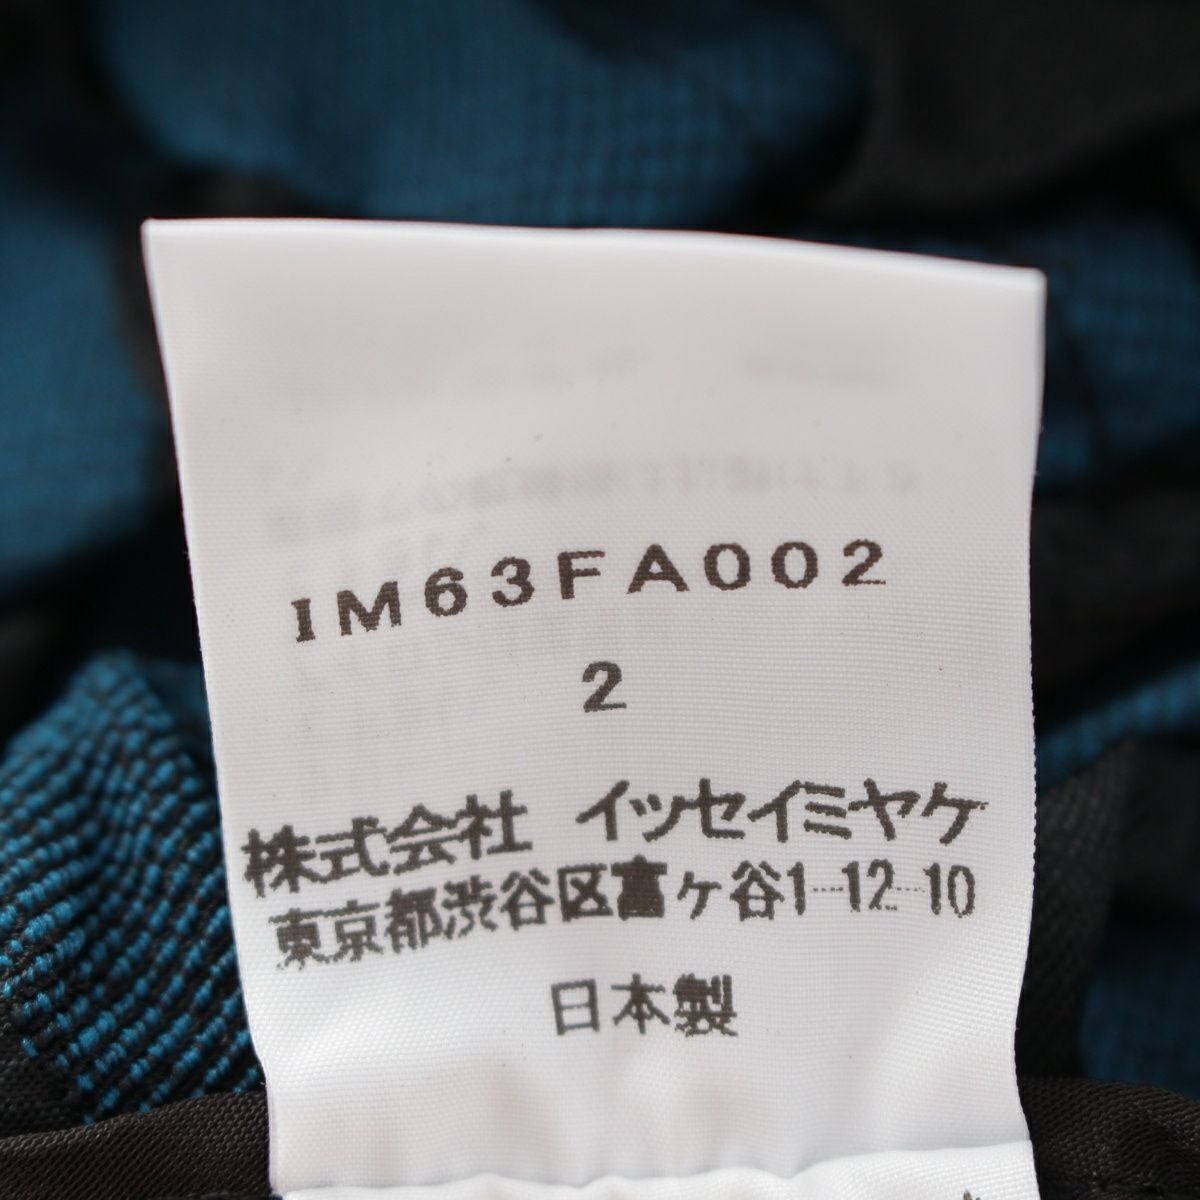 IM63FA002
2
株式会社 イッセイミヤケ
東京都渋谷区富ヶ谷1-12-10
日本製